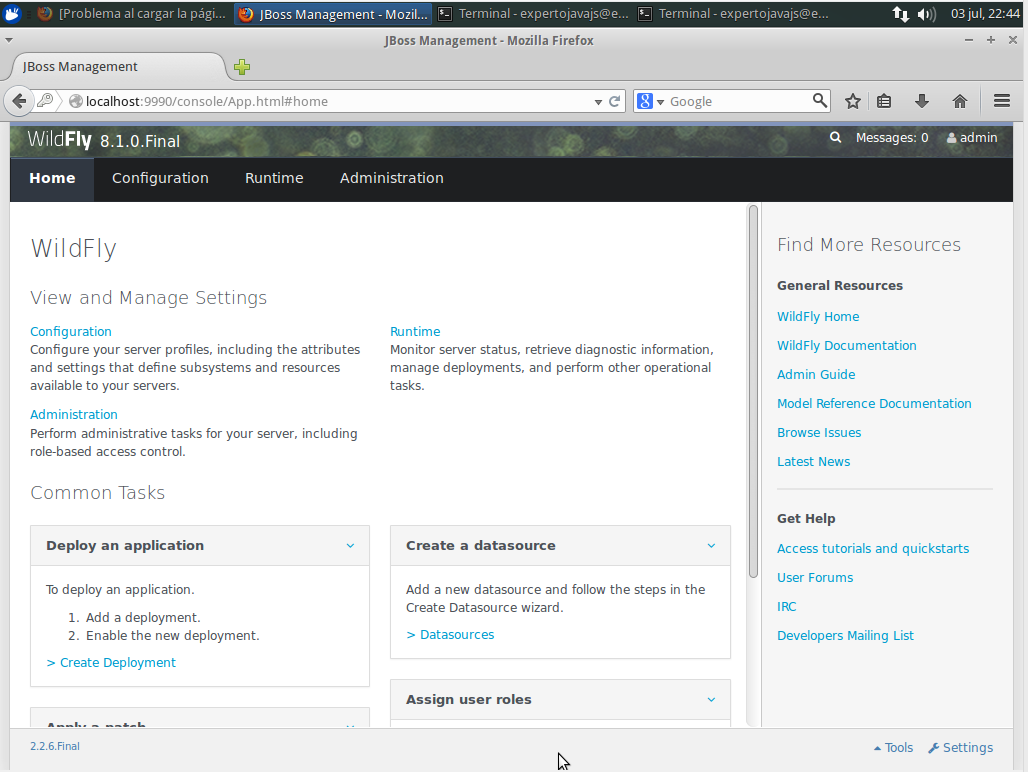 [Problema al cargar la pági...
JBoss Management - Mozil...
Terminal - expertojavajs@e...
Terminal - expertojavajs@e...
03 jul, 22:44
JBoss Management - Mozilla Firefox
JBoss Management
localhost:9990/console/App.html#home
Google
WildFly 8.1.0.Final
Messages: 0
admin
Home
Configuration
Runtime
Administration
WildFly
View and Manage Settings
Configuration
Configure your server profiles, including the attributes
and settings that define subsystems and resources
available to your servers.
Runtime
Monitor server status, retrieve diagnostic information,
manage deployments, and perform other operational
tasks.
Administration
Perform administrative tasks for your server, including
role-based access control.
Common Tasks
Deploy an application
To deploy an application.
1. Add a deployment.
2. Enable the new deployment.
> Create Deployment
Create a datasource
Add a new datasource and follow the steps in the
Create Datasource wizard.
> Datasources
Apply a patch
Assign user roles
Find More Resources
General Resources
WildFly Home
WildFly Documentation
Admin Guide
Model Reference Documentation
Browse Issues
Latest News
Get Help
Access tutorials and quickstarts
User Forums
IRC
Developers Mailing List
2.2.6.Final
Tools
Settings